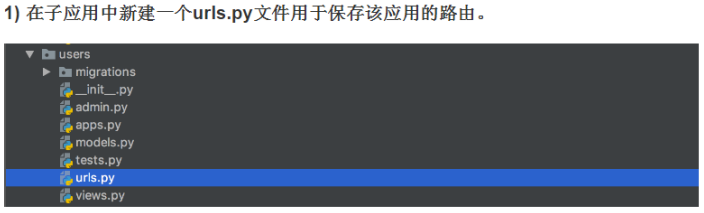 1) 在子应用中新建一个urls.py文件用于保存该应用的路由。
users
migrations
__init__.py
admin.py
apps.py
models.py
tests.py
urls.py
views.py